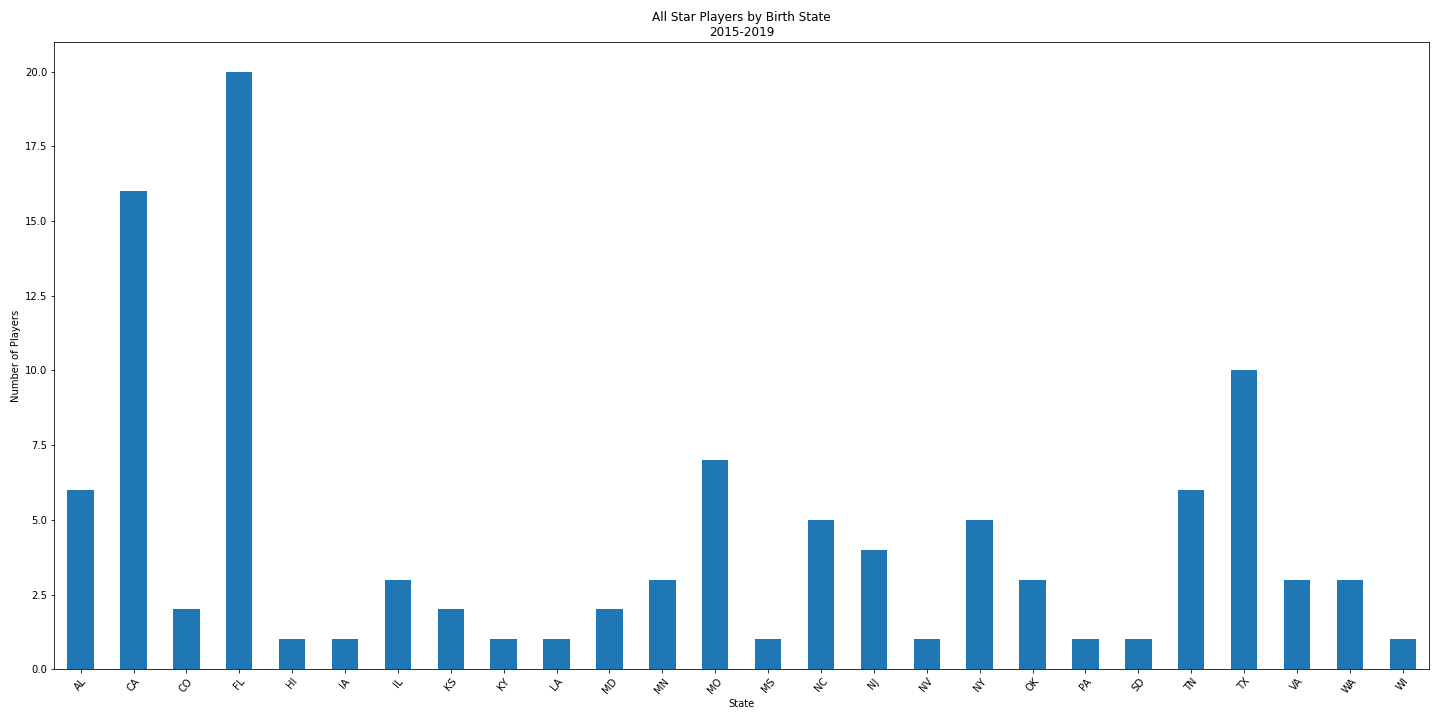 All Star Players by Birth State
2015-2019
20.0
17.5
15.0
12.5
10.0
7.5
5.0
2.5
0.0
Number of Players
AL CA CO FL HI IA IL KS KY LA MD MN MO MS NC NJ NV NY OK PA SD TN TX VA WA WI
State